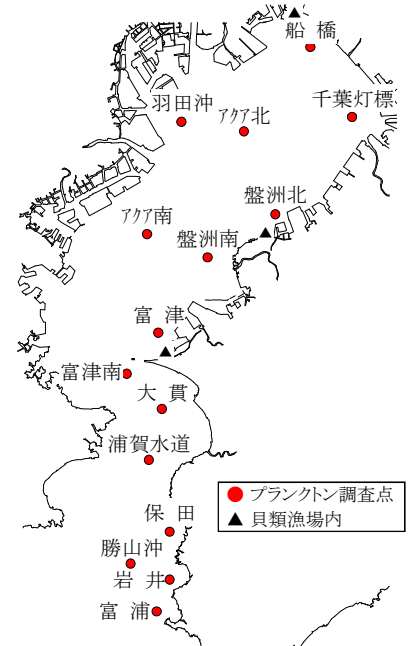 船 橋
羽田沖
アクア北
千葉灯標
盤洲北
アクア南
盤洲南
富 津
富津南
大 貫
浦賀水道
プランクトン調査点
貝類漁場内
保 田
勝山沖
岩 井
富 浦